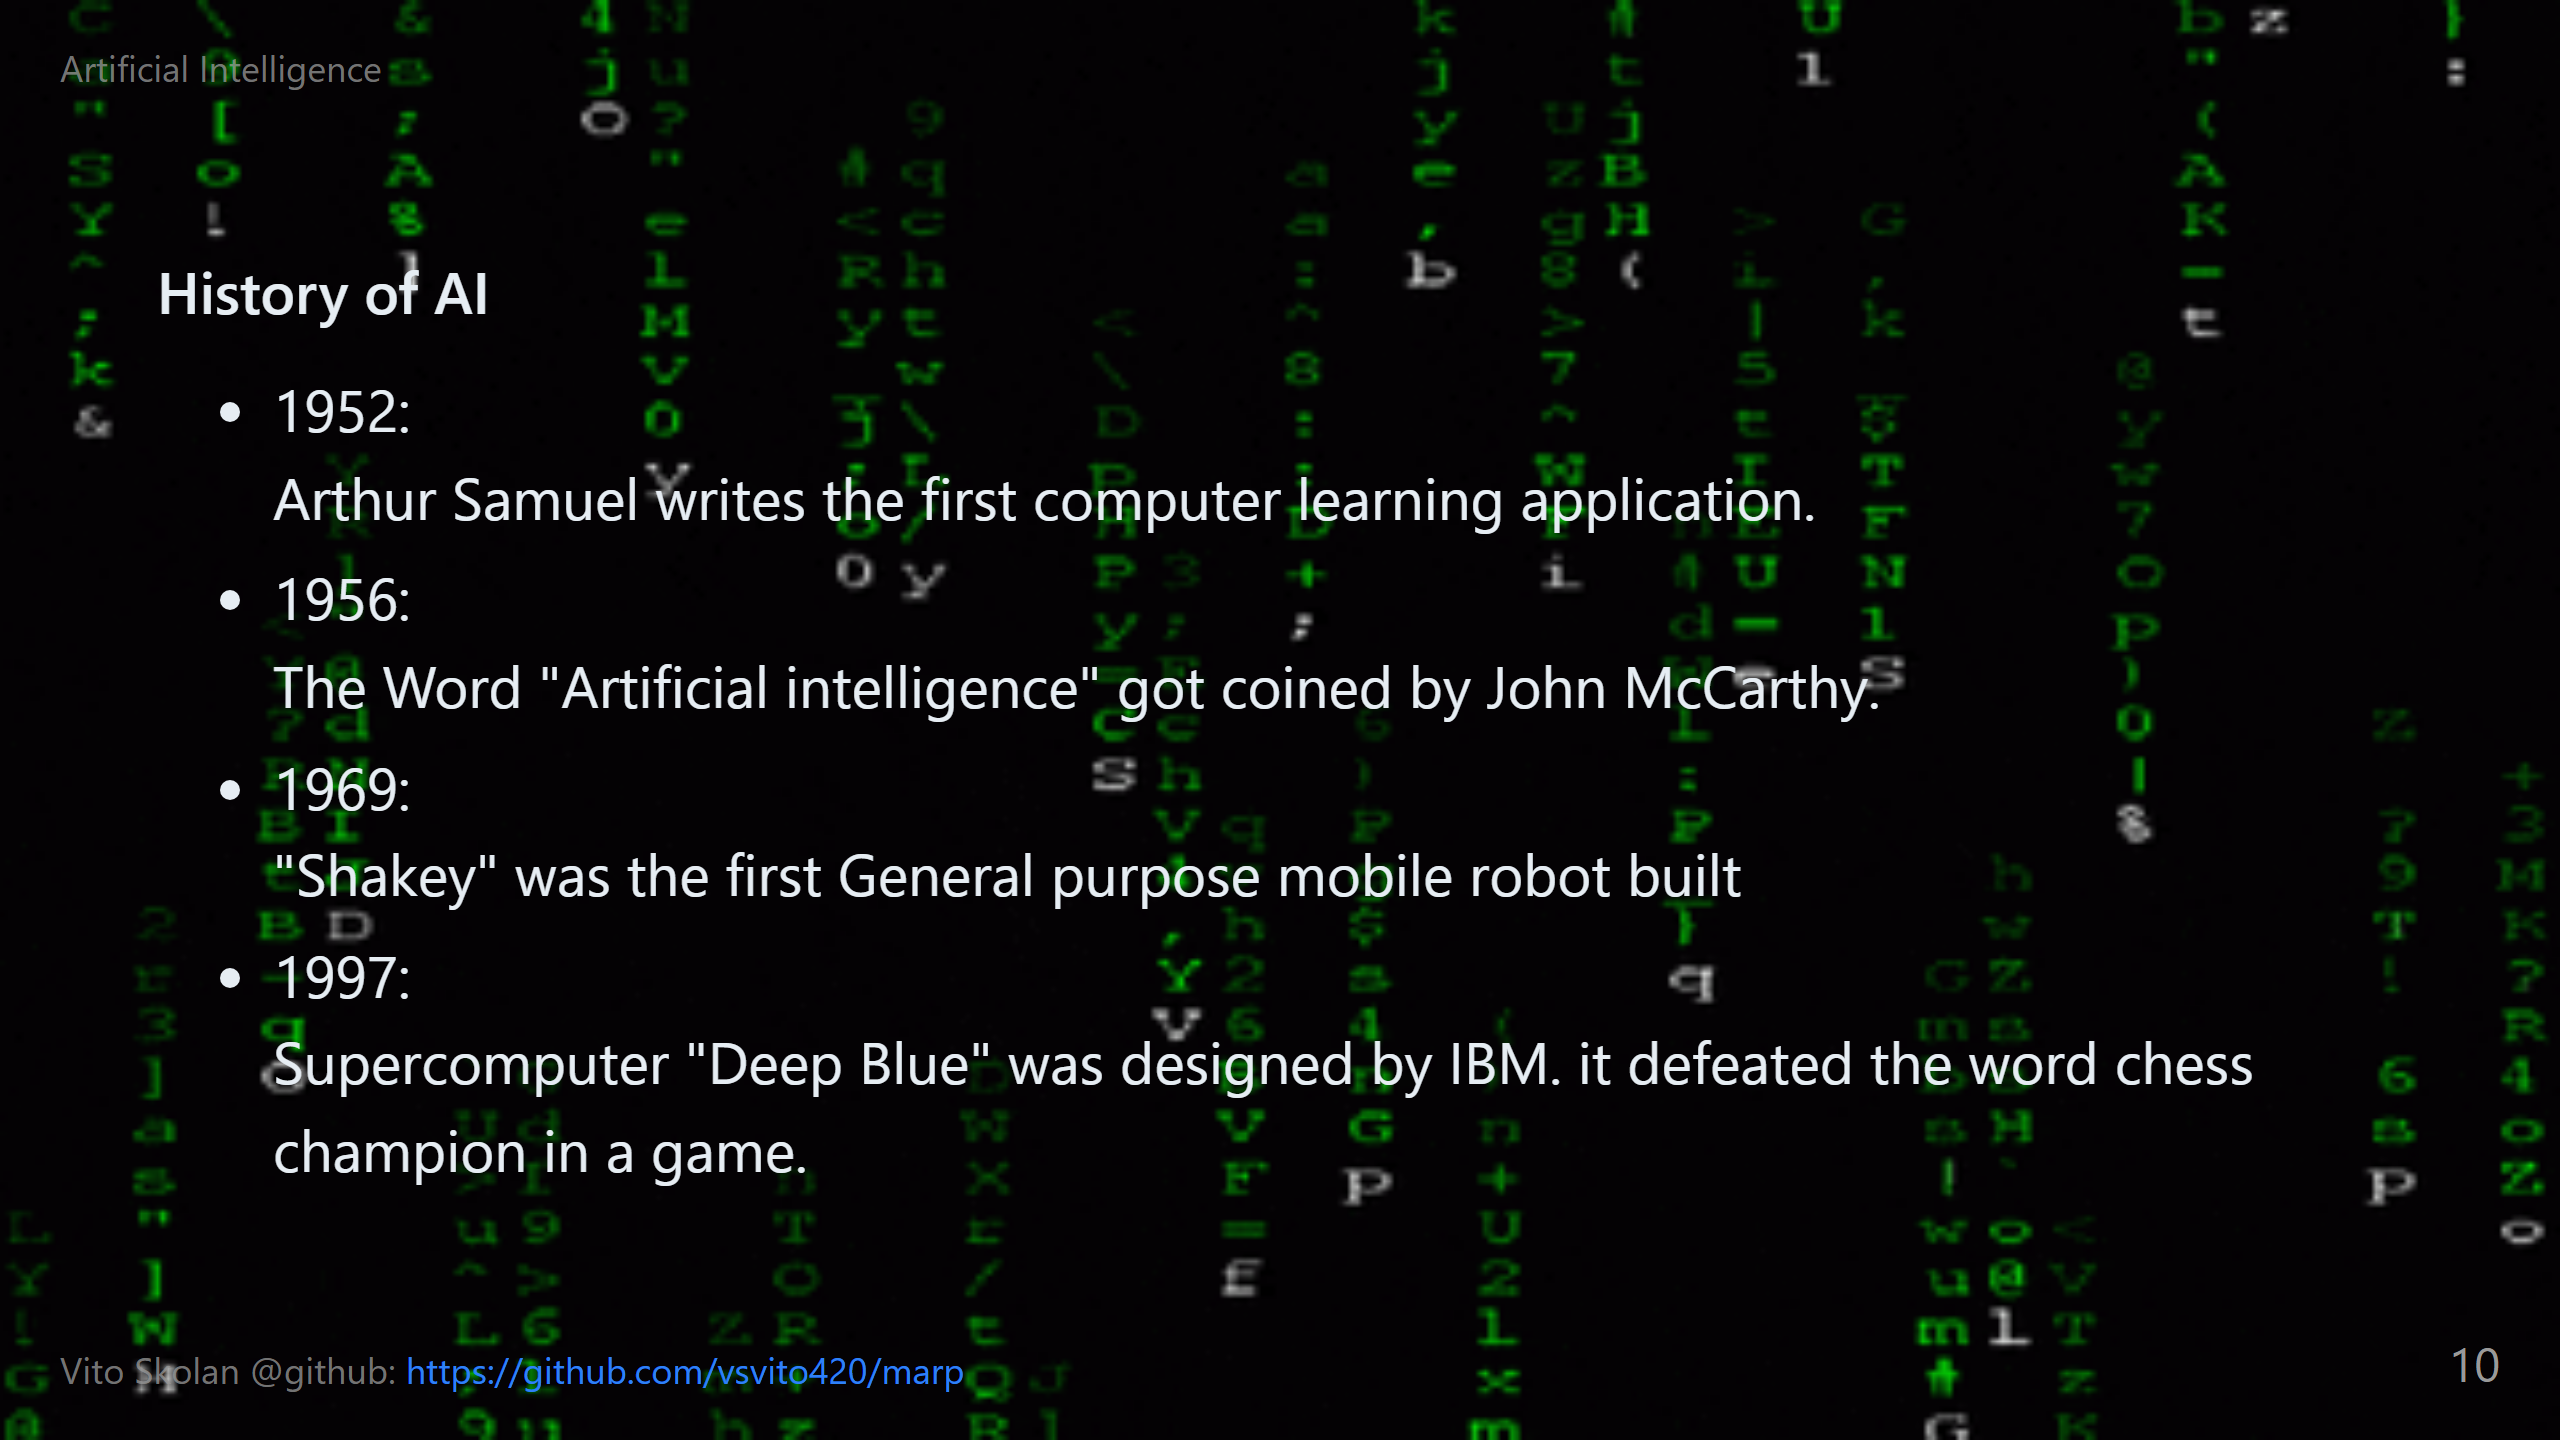 Artificial Intelligence
History of AI
• 1952:
Arthur Samuel writes the first computer learning application.
• 1956:
The Word "Artificial intelligence" got coined by John McCarthy.
• 1969:
"Shakey" was the first General purpose mobile robot built
• 1997:
Supercomputer "Deep Blue" was designed by IBM. it defeated the word chess
champion in a game.
Vito Skolan @github: https://github.com/vsvito420/marp
10